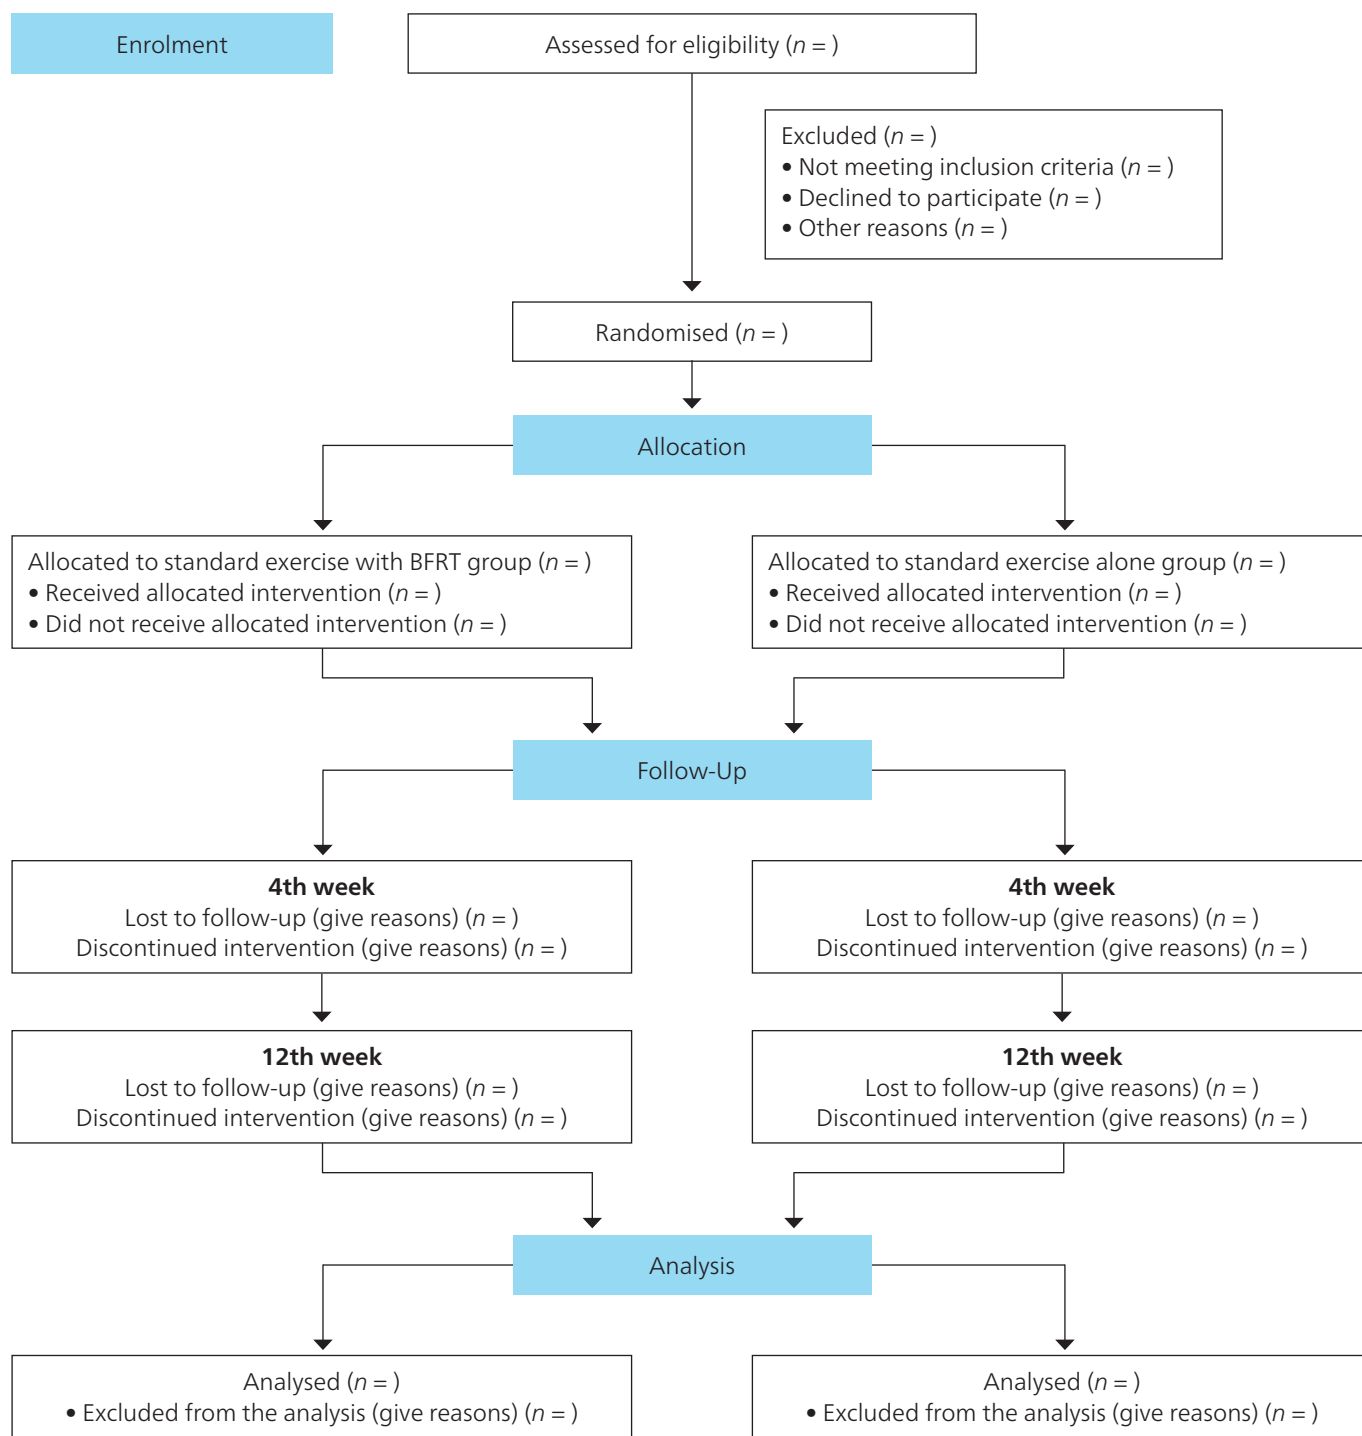 Enrolment
Assessed for eligibility (n = )
Excluded (n = )
• Not meeting inclusion criteria (n = )
• Declined to participate (n = )
• Other reasons (n = )
Randomised (n = )
Allocation
Allocated to standard exercise with BFRT group (n = )
• Received allocated intervention (n = )
• Did not receive allocated intervention (n = )
Allocated to standard exercise alone group (n = )
• Received allocated intervention (n = )
• Did not receive allocated intervention (n = )
Follow-Up
4th week
Lost to follow-up (give reasons) (n = )
Discontinued intervention (give reasons) (n = )
4th week
Lost to follow-up (give reasons) (n = )
Discontinued intervention (give reasons) (n = )
12th week
Lost to follow-up (give reasons) (n = )
Discontinued intervention (give reasons) (n = )
12th week
Lost to follow-up (give reasons) (n = )
Discontinued intervention (give reasons) (n = )
Analysis
Analysed (n = )
• Excluded from the analysis (give reasons) (n = )
Analysed (n = )
• Excluded from the analysis (give reasons) (n = )